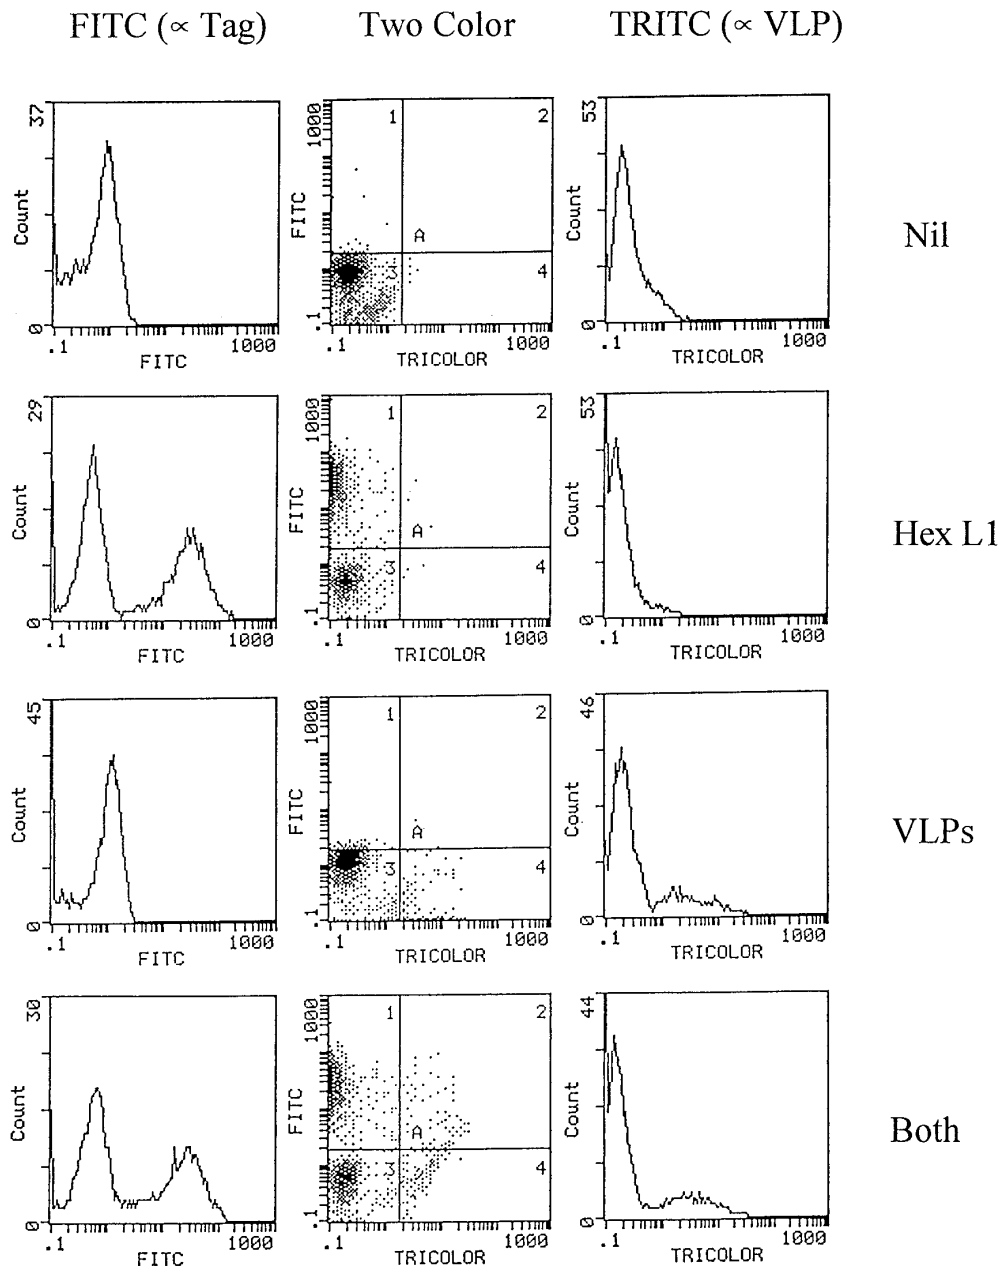 FITC (∝ Tag) Two Color TRITC (∝ VLP)
37 Count 0 .1 1000 FITC
1000 FITC .1 1 2 A 3 4 .1 1000 TRICOLOR
53 Count 0 .1 1000 TRICOLOR
Nil
29 Count 0 .1 1000 FITC
1000 FITC .1 1 2 A 3 4 .1 1000 TRICOLOR
53 Count 0 .1 1000 TRICOLOR
Hex L1
45 Count 0 .1 1000 FITC
1000 FITC .1 1 2 A 3 4 .1 1000 TRICOLOR
46 Count 0 .1 1000 TRICOLOR
VLPs
30 Count 0 .1 1000 FITC
1000 FITC .1 1 2 A 3 4 .1 1000 TRICOLOR
44 Count 0 .1 1000 TRICOLOR
Both